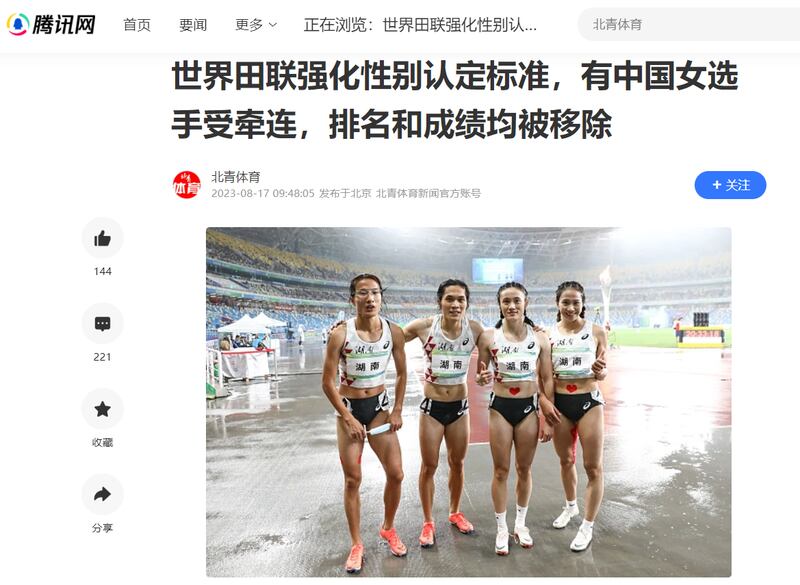 腾讯网 首页 要闻 更多 正在浏览：世界田联强化性别认... 北青体育
世界田联强化性别认定标准，有中国女选
手受牵连，排名和成绩均被移除
北青体育
2023-08-17 09:48:05 发布于北京 北青体育新闻官方账号
+ 关注
144
221
收藏
分享
湖南
湖南
湖南
湖南